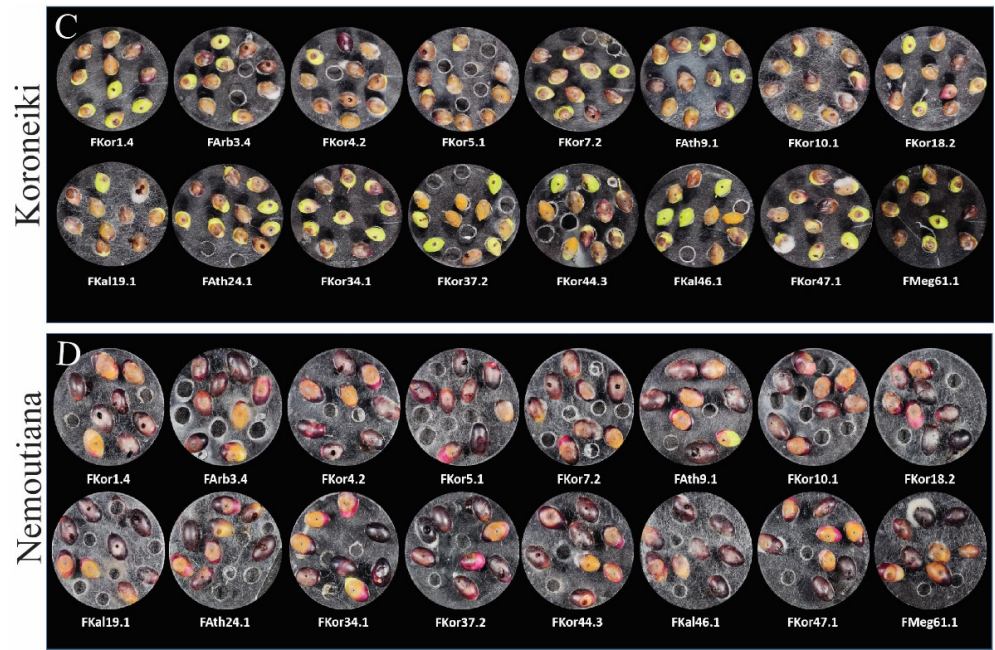 C
Koroneiki
FKor1.4 FArb3.4 FKor4.2 FKor5.1 FKor7.2 FAth9.1 FKor10.1 FKor18.2
FKal19.1 FAth24.1 FKor34.1 FKor37.2 FKor44.3 FKal46.1 FKor47.1 FMeg61.1
D
Nemoutiana
FKor1.4 FArb3.4 FKor4.2 FKor5.1 FKor7.2 FAth9.1 FKor10.1 FKor18.2
FKal19.1 FAth24.1 FKor34.1 FKor37.2 FKor44.3 FKal46.1 FKor47.1 FMeg61.1